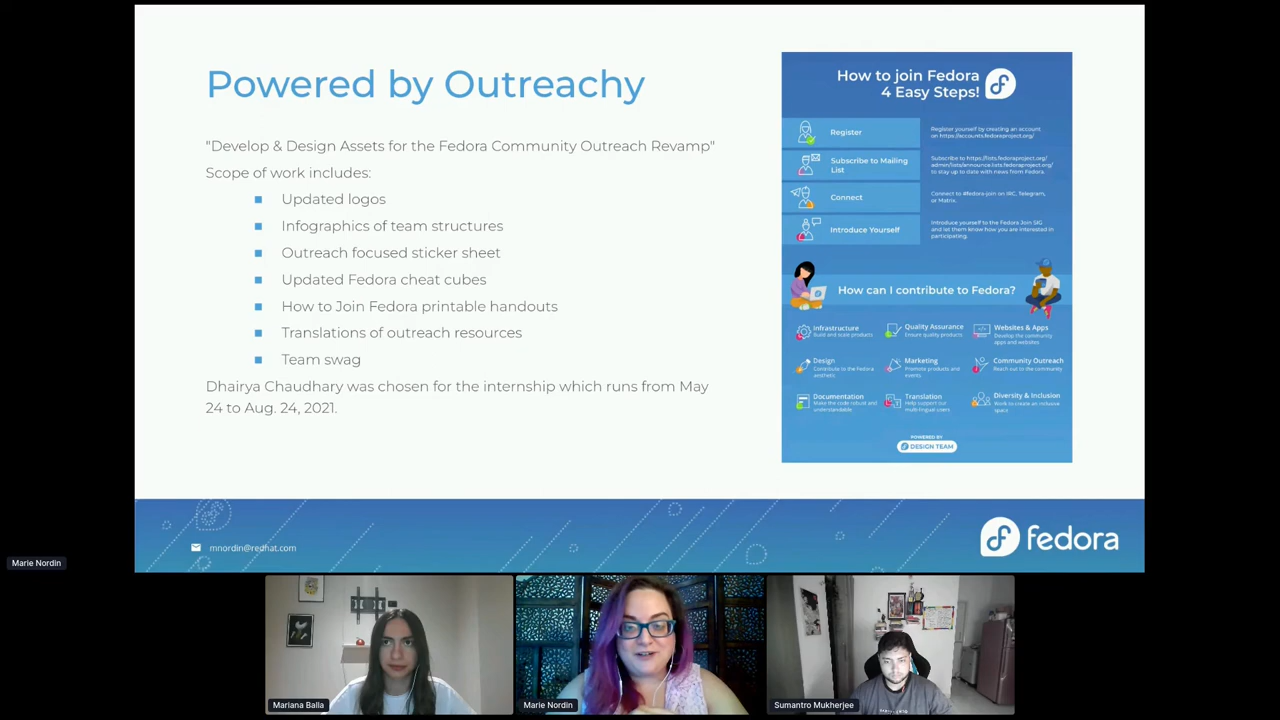 Powered by Outreachy
"Develop & Design Assets for the Fedora Community Outreach Revamp"
Scope of work includes:
Updated logos
Infographics of team structures
Outreach focused sticker sheet
Updated Fedora cheat cubes
How to Join Fedora printable handouts
Translations of outreach resources
Team swag
Dhairya Chaudhary was chosen for the internship which runs from May
24 to Aug. 24, 2021.
How to join Fedora
4 Easy Steps!
Register
Register yourself by creating an account
on https://accounts.fedoraproject.org/
Subscribe to Mailing
List
Subscribe to https://lists.fedoraproject.org/
admin/lists/announce.lists.fedoraproject.org/
to stay up to date with news from Fedora.
Connect
Connect to #fedora-join on IRC, Telegram,
or Matrix.
Introduce Yourself
Introduce yourself to the Fedora Join SIG
and let them know how you are interested in
participating.
How can I contribute to Fedora?
Infrastructure
Build and scale products
Quality Assurance
Ensure quality products
Websites & Apps
Develop the community
apps and websites
Design
Contribute to the Fedora
aesthetic
Marketing
Promote products and
events
Community Outreach
Reach out to the community
Documentation
Make the code robust and
understandable
Translation
Help support our
multi-lingual users
Diversity & Inclusion
Work to create an inclusive
space
POWERED BY
DESIGN TEAM
mnordin@redhat.com
fedora
Marie Nordin
Mariana Balla
Marie Nordin
Sumantro Mukherjee